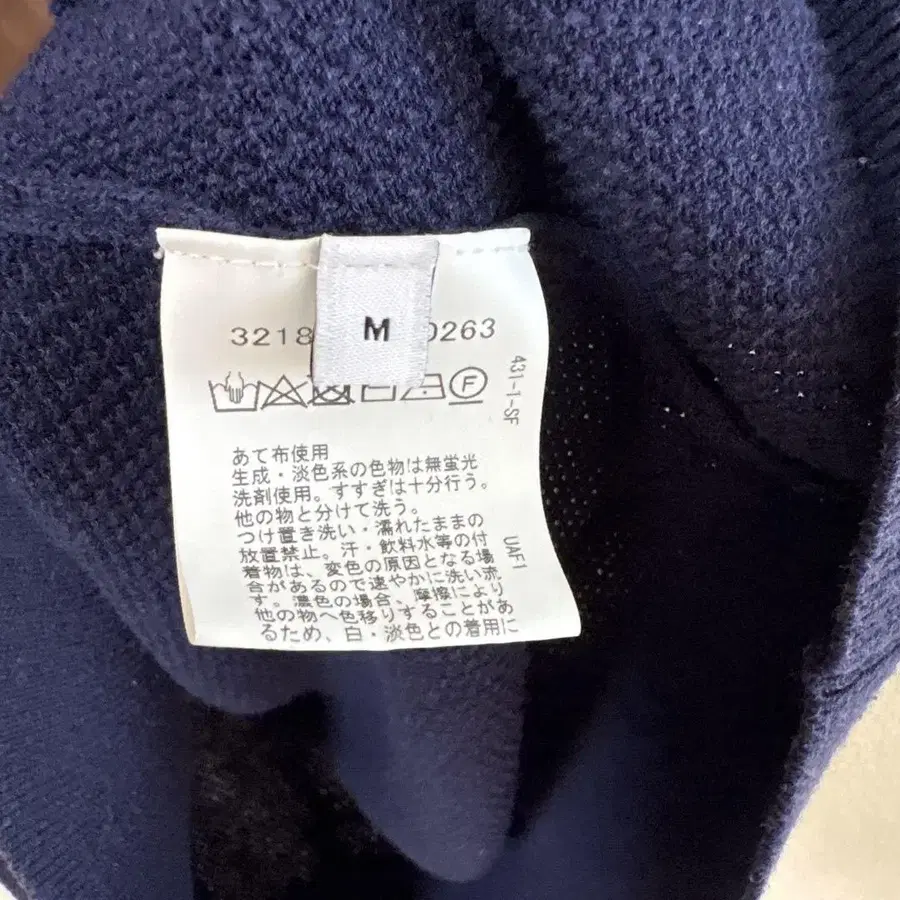 M
3218
0263
F
431-1-SF
あて布使用
生成・淡色系の色物は無蛍光
洗剤使用。すすぎは十分行う。
他の物と分けて洗う。
つけ置き洗い・濡れたままの
放置禁止。汗・飲料水等の付
着物は、変色の原因となる場
合があるので速やかに洗い流
す。濃色の場合、摩擦により
他の物へ色移りすることがあ
るため、白・淡色との着用に
UAF1